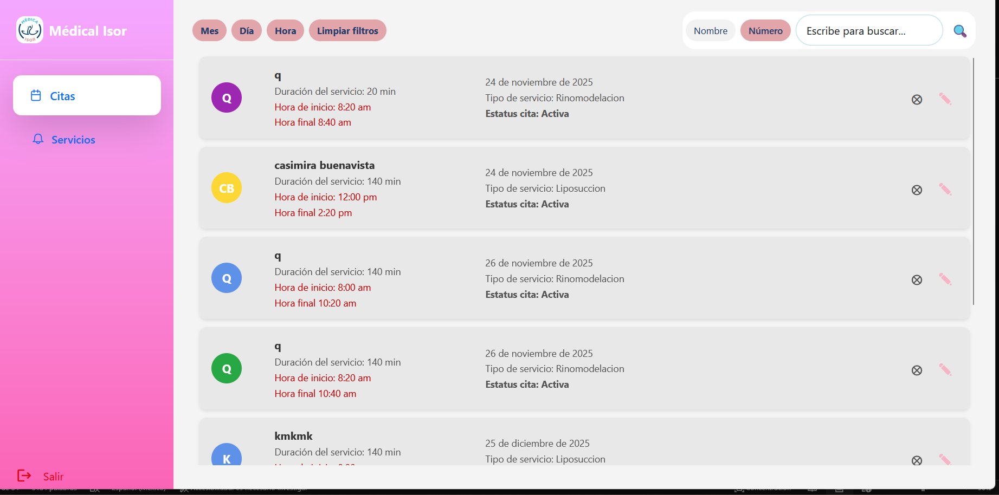 MÉDICA
ISOR
Médical Isor
Citas
Servicios
Salir
Mes
Día
Hora
Limpiar filtros
Nombre
Número
Escribe para buscar...
Q
q
Duración del servicio: 20 min
Hora de inicio: 8:20 am
Hora final 8:40 am
24 de noviembre de 2025
Tipo de servicio: Rinomodelacion
Estatus cita: Activa
CB
casimira buenavista
Duración del servicio: 140 min
Hora de inicio: 12:00 pm
Hora final 2:20 pm
24 de noviembre de 2025
Tipo de servicio: Liposuccion
Estatus cita: Activa
Q
q
Duración del servicio: 140 min
Hora de inicio: 8:00 am
Hora final 10:20 am
26 de noviembre de 2025
Tipo de servicio: Rinomodelacion
Estatus cita: Activa
Q
q
Duración del servicio: 140 min
Hora de inicio: 8:20 am
Hora final 10:40 am
26 de noviembre de 2025
Tipo de servicio: Rinomodelacion
Estatus cita: Activa
K
kmkmk
Duración del servicio: 140 min
25 de diciembre de 2025
Tipo de servicio: Liposuccion